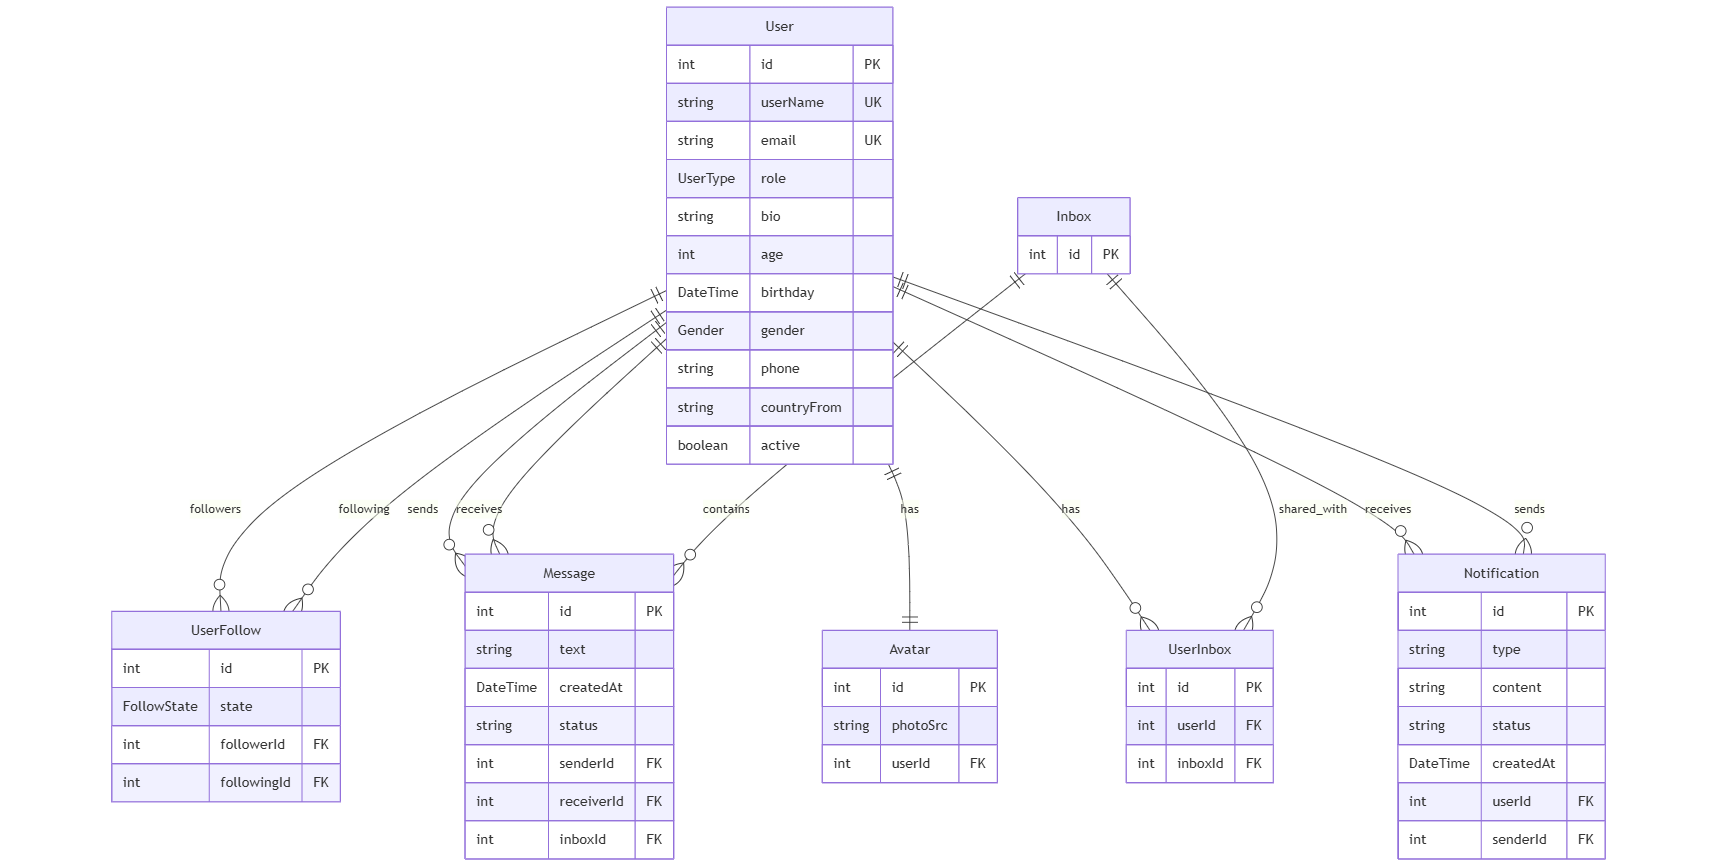 User
int id PK
string userName UK
string email UK
UserType role
string bio
int age
DateTime birthday
Gender gender
string phone
string countryFrom
boolean active
Inbox
int id PK
followers
following
sends
receives
contains
has
has
shared_with
receives
sends
UserFollow
int id PK
FollowState state
int followerId FK
int followingId FK
Message
int id PK
string text
DateTime createdAt
string status
int senderId FK
int receiverId FK
int inboxId FK
Avatar
int id PK
string photoSrc
int userId FK
UserInbox
int id PK
int userId FK
int inboxId FK
Notification
int id PK
string type
string content
string status
DateTime createdAt
int userId FK
int senderId FK